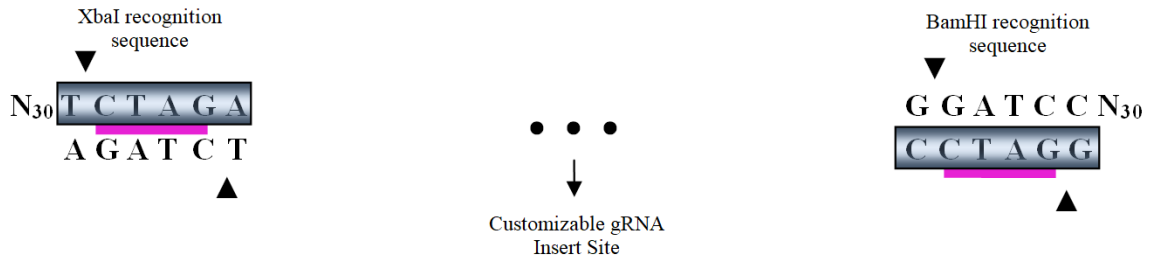 XbaI recognition
sequence
N30 T C T A G A
A G A T C T
Customizable gRNA
Insert Site
BamHI recognition
sequence
G G A T C C N30
C C T A G G